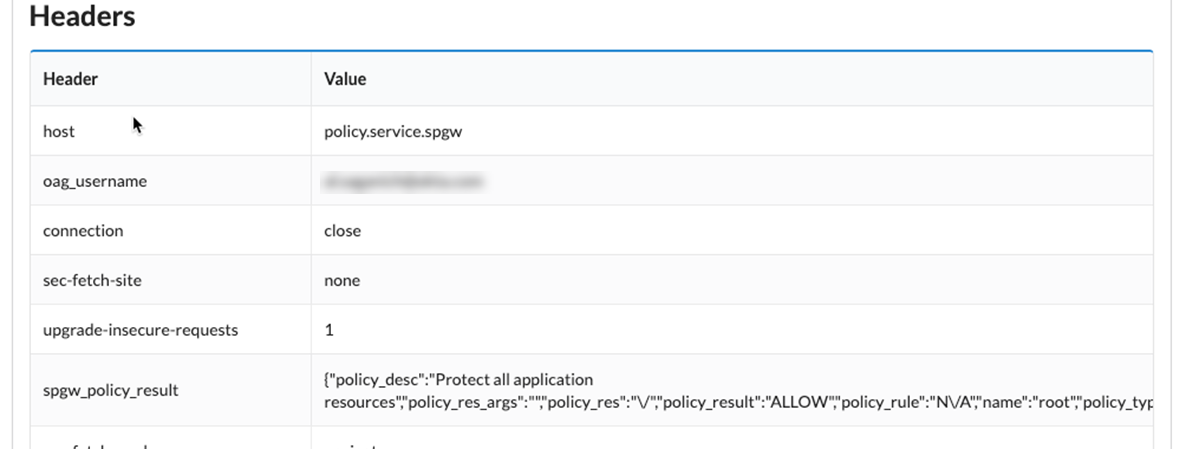 Headers
Header Value
host policy.service.spgw
oag_username
connection close
sec-fetch-site none
upgrade-insecure-requests 1
{"policy_desc":"Protect all application
spgw_policy_result
resources","policy_res_args":"","policy_res":"\/","policy_result":"ALLOW","policy_rule":"N\/A","name":"root","policy_typ